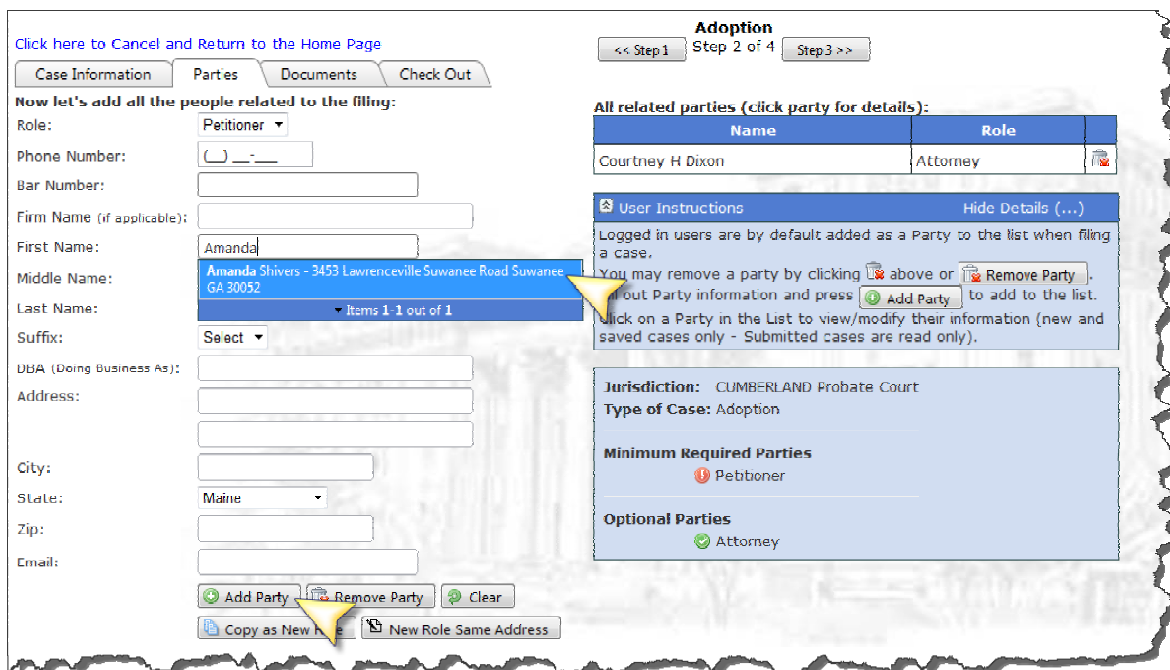 Adoption
Click here to Cancel and Return to the Home Page
<< Step 1 Step 2 of 4 Step 3 >>
Case Information Parties Documents Check Out
Now let's add all the people related to the filing:
Role: Petitioner
Phone Number: (__) __-___
Bar Number:
Firm Name (if applicable):
First Name: Amanda
Middle Name:
Amanda Shivers - 3453 Lawrenceville Suwanee Road Suwanee
GA 30052
Last Name:
Items 1-1 out of 1
Suffix: Select
DBA (Doing Business As):
Address:
City:
State: Maine
Zip:
Email:
Add Party Remove Party Clear
Copy as New New Role Same Address
All related parties (click party for details):
Name Role
Courtney H Dixon Attorney
User Instructions Hide Details (...)
Logged in users are by default added as a Party to the list when filing
a case.
You may remove a party by clicking above or Remove Party .
out Party information and press Add Party to add to the list.
Click on a Party in the List to view/modify their information (new and
saved cases only - Submitted cases are read only).
Jurisdiction: CUMBERLAND Probate Court
Type of Case: Adoption
Minimum Required Parties
Petitioner
Optional Parties
Attorney